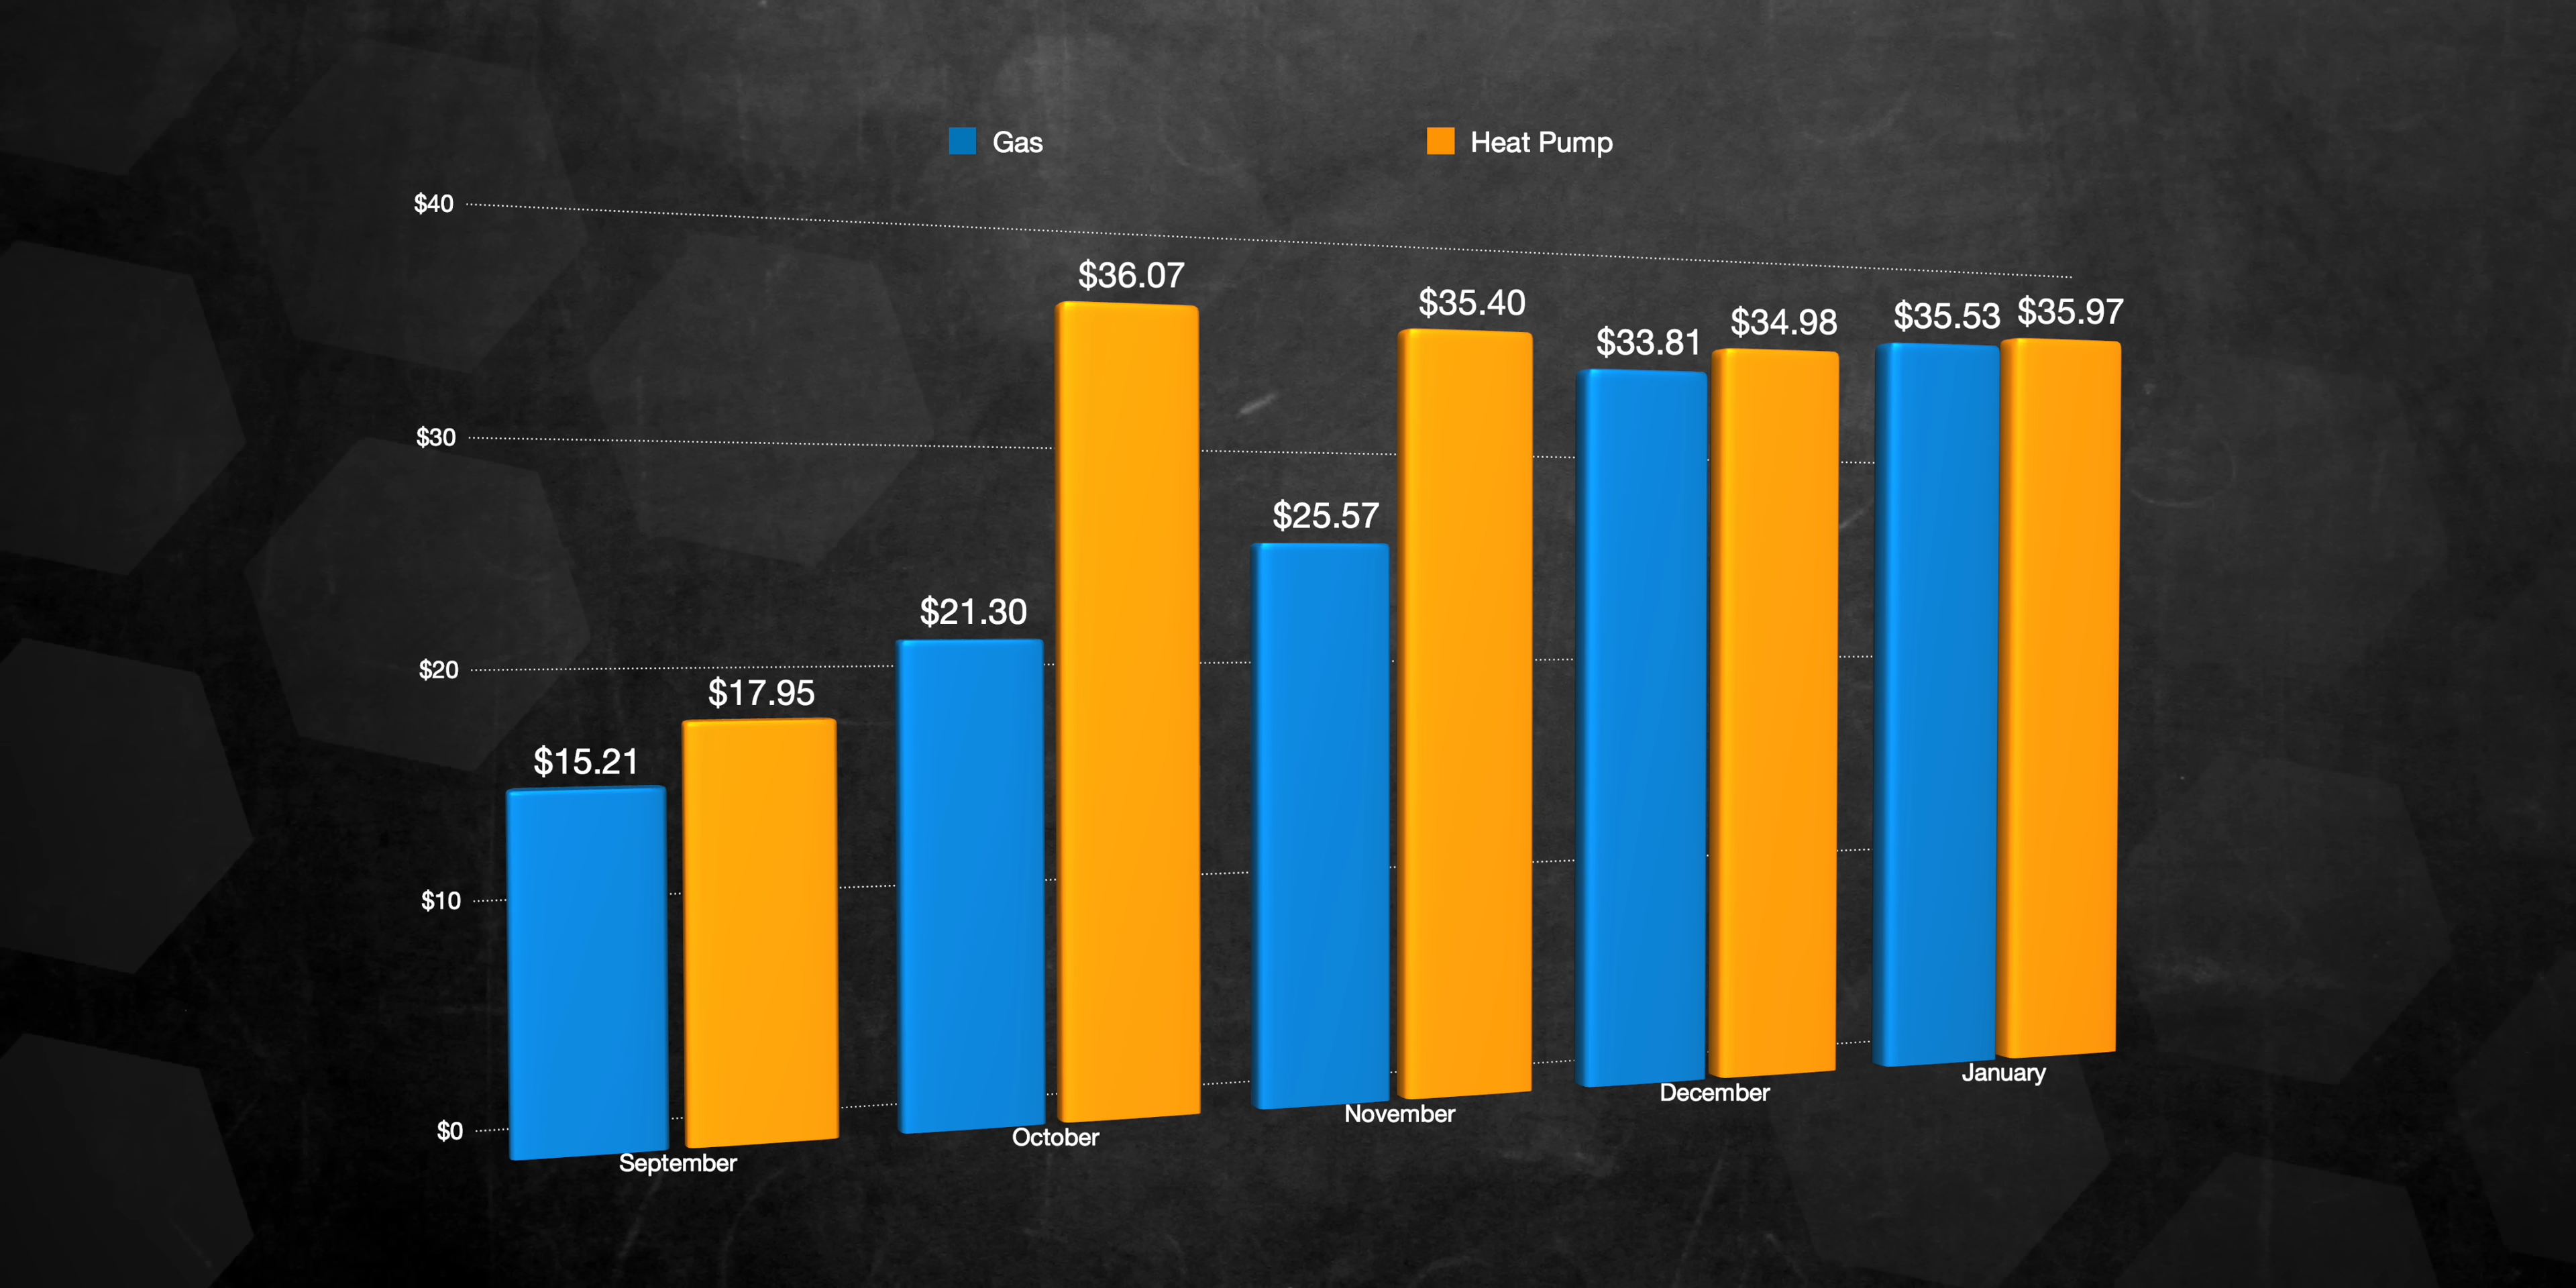 Gas
Heat Pump
$40
$30
$20
$10
$0
$15.21
$17.95
$21.30
$36.07
$25.57
$35.40
$33.81
$34.98
$35.53
$35.97
September
October
November
December
January